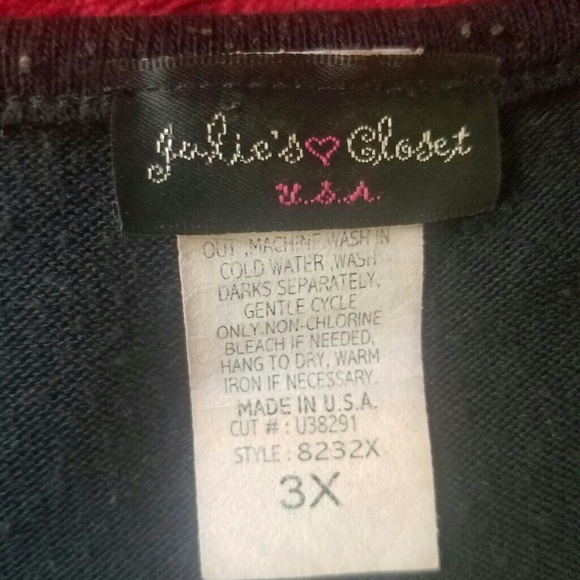 Julie's Closet
U.S.A.
OUT ,MACHINE WASH IN
COLD WATER ,WASH
DARKS SEPARATELY,
GENTLE CYCLE
ONLY.NON-CHLORINE
BLEACH IF NEEDED,
HANG TO DRY, WARM
IRON IF NECESSARY.
MADE IN U.S.A.
CUT # : U38291
STYLE : 8232X
3X